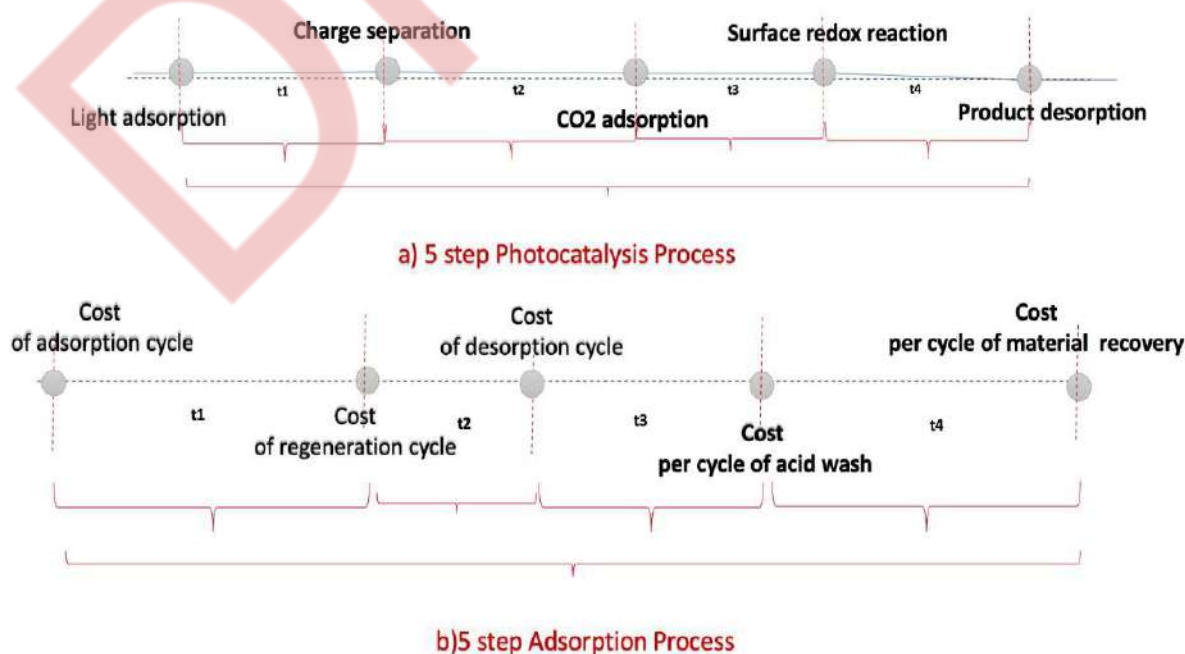 Charge separation
Surface redox reaction
t1
t2
t3
t4
Light adsorption
CO2 adsorption
Product desorption
a) 5 step Photocatalysis Process
Cost
of adsorption cycle
Cost
of desorption cycle
Cost
per cycle of material recovery
t1
Cost
of regeneration cycle
t2
t3
Cost
per cycle of acid wash
t4
b)5 step Adsorption Process